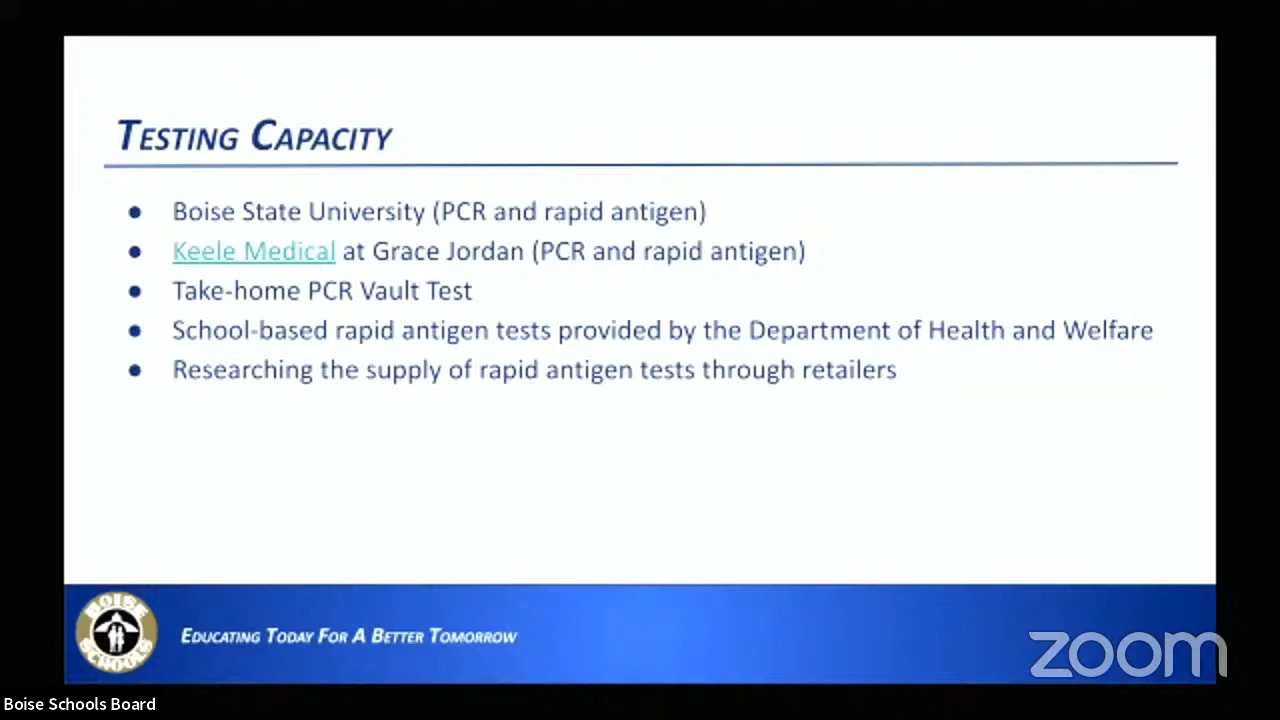 TESTING CAPACITY
● Boise State University (PCR and rapid antigen)
● Keele Medical at Grace Jordan (PCR and rapid antigen)
● Take-home PCR Vault Test
● School-based rapid antigen tests provided by the Department of Health and Welfare
● Researching the supply of rapid antigen tests through retailers
BOISE
SCHOOLS
EDUCATING TODAY FOR A BETTER TOMORROW
zoom
Boise Schools Board